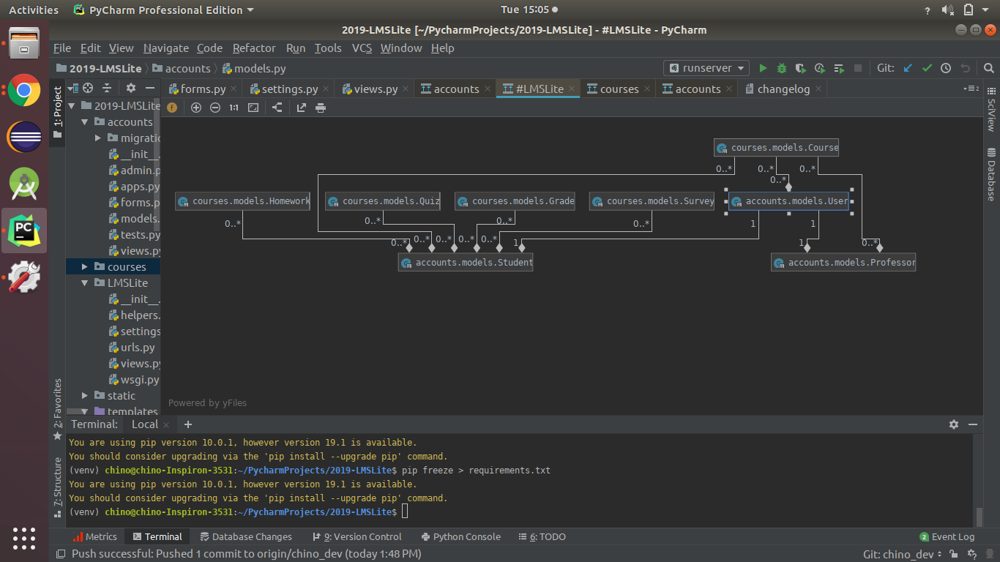 Activities PyCharm Professional Edition Tue 15:05
2019-LMSLite [~/PycharmProjects/2019-LMSLite] - #LMSLite - PyCharm
File Edit View Navigate Code Refactor Run Tools VCS Window Help
2019-LMSLite accounts models.py runserver Git:
forms.py settings.py views.py accounts #LMSLite courses accounts changelog 2
1: Project
2019-LMSLite
accounts
migratio
__init__.
admin.p
apps.py
forms.p
models.
tests.py
views.py
courses
LMSLite
__init__.
helpers.
settings
urls.py
views.py
wsgi.py
static
templates
1:1
courses.models.Course
0..* 0..* 0..*
0..*
courses.models.Homework courses.models.Quiz courses.models.Grade courses.models.Survey accounts.models.User
0..* 0..* 0..* 0..* 1 1
0..* 0..* 0..* 0..* 0..* 1 1 0..*
accounts.models.Student accounts.models.Professor
Powered by yFiles
SciView
Database
2: Favorites
7: Structure
Terminal: Local +
You are using pip version 10.0.1, however version 19.1 is available.
You should consider upgrading via the 'pip install --upgrade pip' command.
(venv) chino@chino-Inspiron-3531:~/PycharmProjects/2019-LMSLite$ pip freeze > requirements.txt
You are using pip version 10.0.1, however version 19.1 is available.
You should consider upgrading via the 'pip install --upgrade pip' command.
(venv) chino@chino-Inspiron-3531:~/PycharmProjects/2019-LMSLite$
Metrics Terminal Database Changes 9: Version Control Python Console 6: TODO 2 Event Log
Push successful: Pushed 1 commit to origin/chino_dev (today 1:48 PM) Git: chino_dev